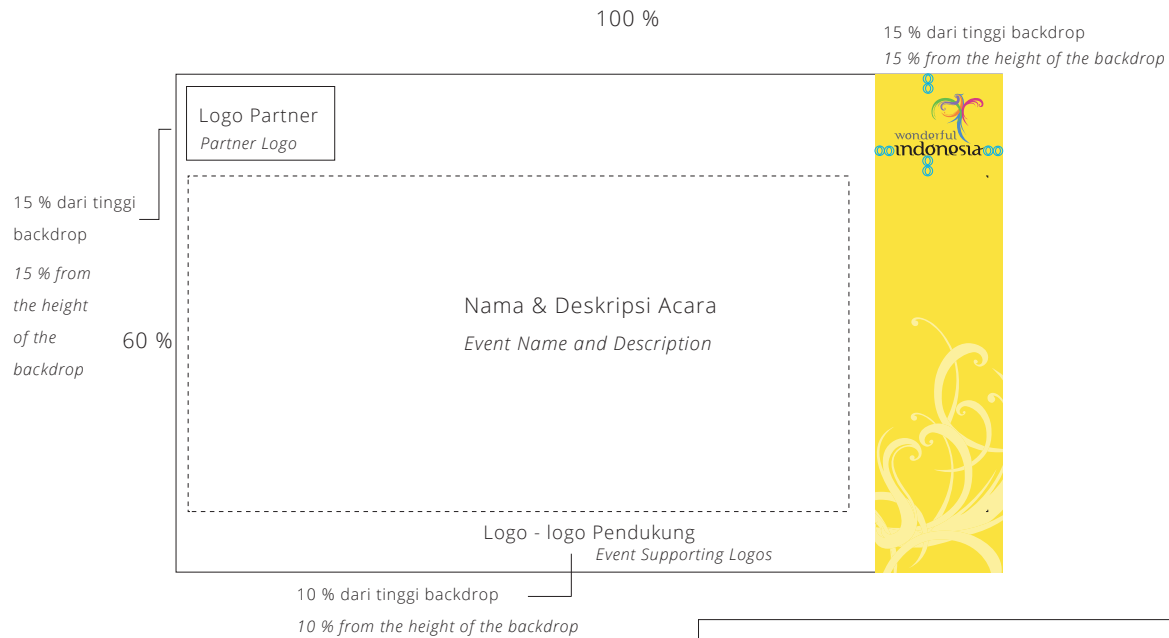 100 %
15 % dari tinggi backdrop
15 % from the height of the backdrop
Logo Partner
Partner Logo
wonderful
indonesia
15 % dari tinggi
backdrop
15 % from
the height
of the
backdrop
60 %
Nama & Deskripsi Acara
Event Name and Description
Logo - logo Pendukung
Event Supporting Logos
10 % dari tinggi backdrop
10 % from the height of the backdrop